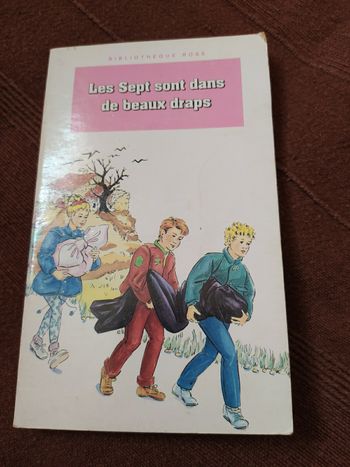 BIBLIOTHÈQUE ROSE
Les Sept sont dans
de beaux draps